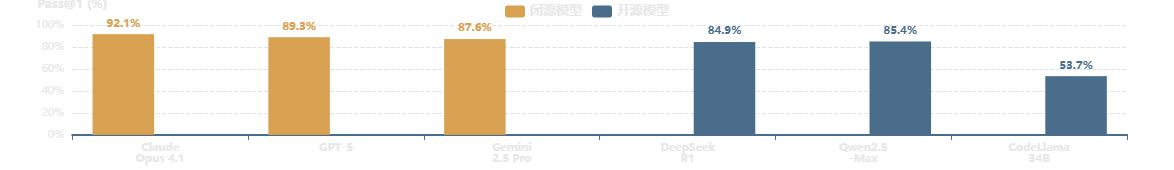 Pass@1 (%)
闭源模型 开源模型
100%
80%
60%
40%
20%
0%
92.1%
89.3%
87.6%
84.9%
85.4%
53.7%
Claude
Opus 4.1
GPT-5
Gemini
2.5 Pro
DeepSeek
R1
Qwen2.5
-Max
CodeLlama
34B